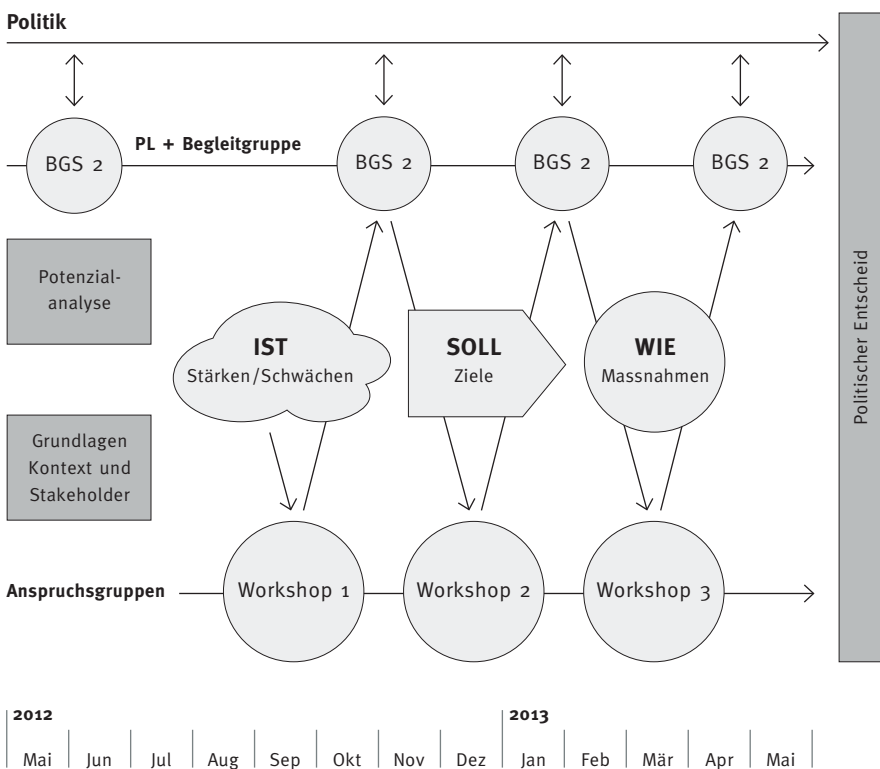 Politik
BGS 2
PL + Begleitgruppe
BGS 2
BGS 2
BGS 2
Potenzial-
analyse
IST
Stärken/Schwächen
SOLL
Ziele
WIE
Massnahmen
Grundlagen
Kontext und
Stakeholder
Anspruchsgruppen
Workshop 1
Workshop 2
Workshop 3
Politischer Entscheid
2012
2013
Mai
Jun
Jul
Aug
Sep
Okt
Nov
Dez
Jan
Feb
Mär
Apr
Mai